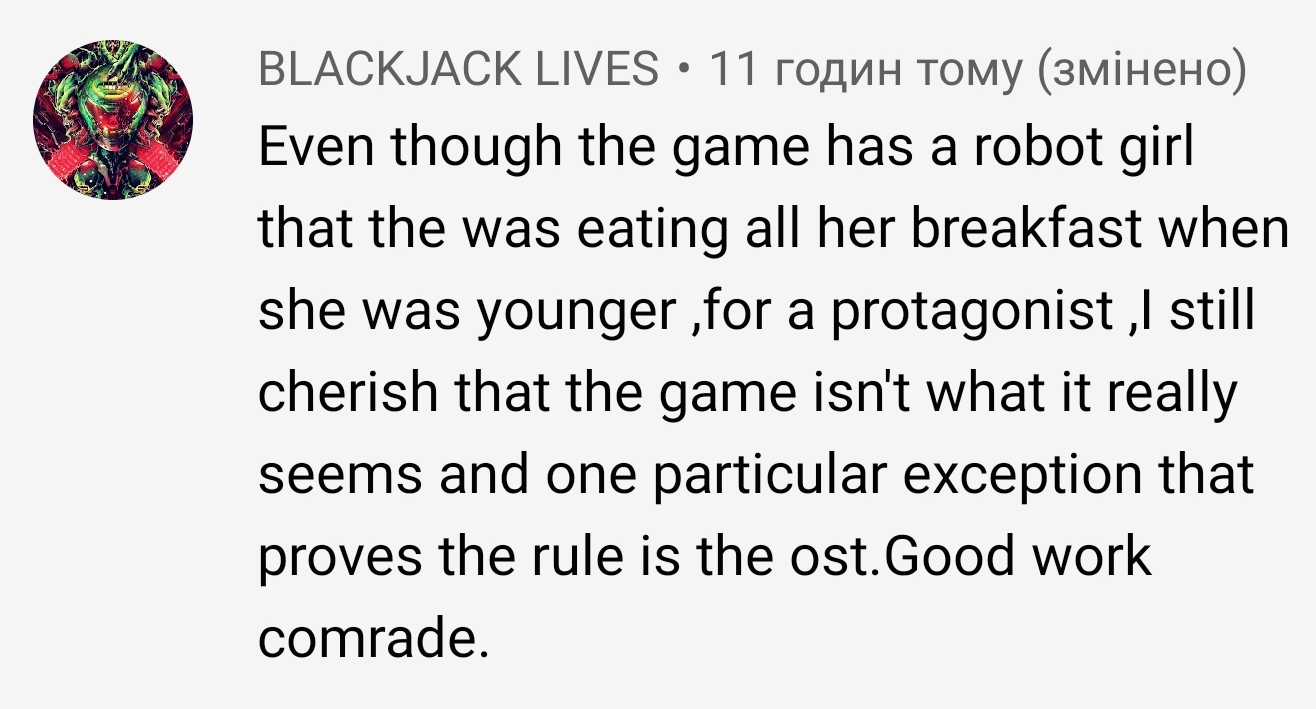 BLACKJACK LIVES • 11 годин тому (змінено)
Even though the game has a robot girl
that the was eating all her breakfast when
she was younger ,for a protagonist ,I still
cherish that the game isn't what it really
seems and one particular exception that
proves the rule is the ost.Good work
comrade.